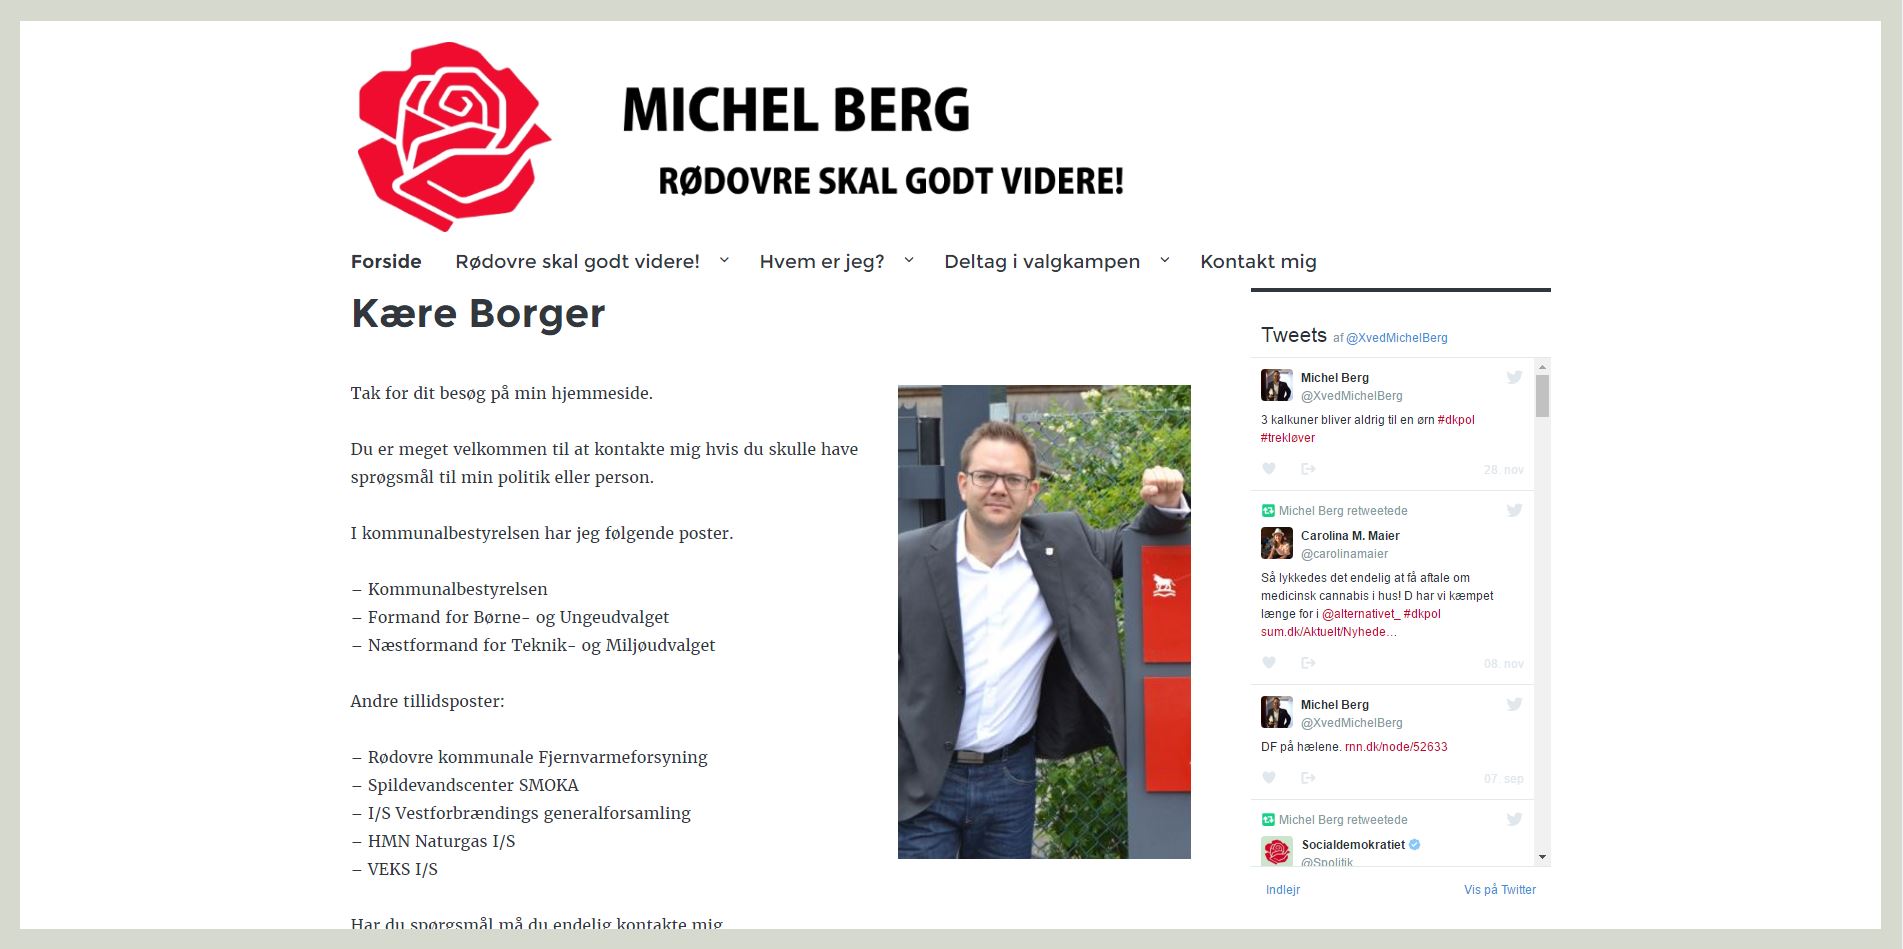 MICHEL BERG
RØDOVRE SKAL GODT VIDERE!
Forside Rødovre skal godt videre! Hvem er jeg? Deltag i valgkampen Kontakt mig
Kære Borger
Tak for dit besøg på min hjemmeside.
Du er meget velkommen til at kontakte mig hvis du skulle have
sprøgsmål til min politik eller person.
I kommunalbestyrelsen har jeg følgende poster.
– Kommunalbestyrelsen
– Formand for Børne- og Ungeudvalget
– Næstformand for Teknik- og Miljøudvalget
Andre tillidsposter:
– Rødovre kommunale Fjernvarmeforsyning
– Spildevandscenter SMOKA
– I/S Vestforbrændings generalforsamling
– HMN Naturgas I/S
– VEKS I/S
Har du spørgsmål må du endelig kontakte mig
Tweets af @XvedMichelBerg
Michel Berg
@XvedMichelBerg
3 kalkuner bliver aldrig til en ørn #dkpol
#trekløver
28. nov
Michel Berg retweetede
Carolina M. Maier
@carolinamaier
Så lykkedes det endelig at få aftale om
medicinsk cannabis i hus! D har vi kæmpet
længe for i @alternativet_ #dkpol
sum.dk/Aktuelt/Nyhede…
08. nov
Michel Berg
@XvedMichelBerg
DF på hælene. rnn.dk/node/52633
07. sep
Michel Berg retweetede
Socialdemokratiet
@Spolitik
Indlejr Vis på Twitter